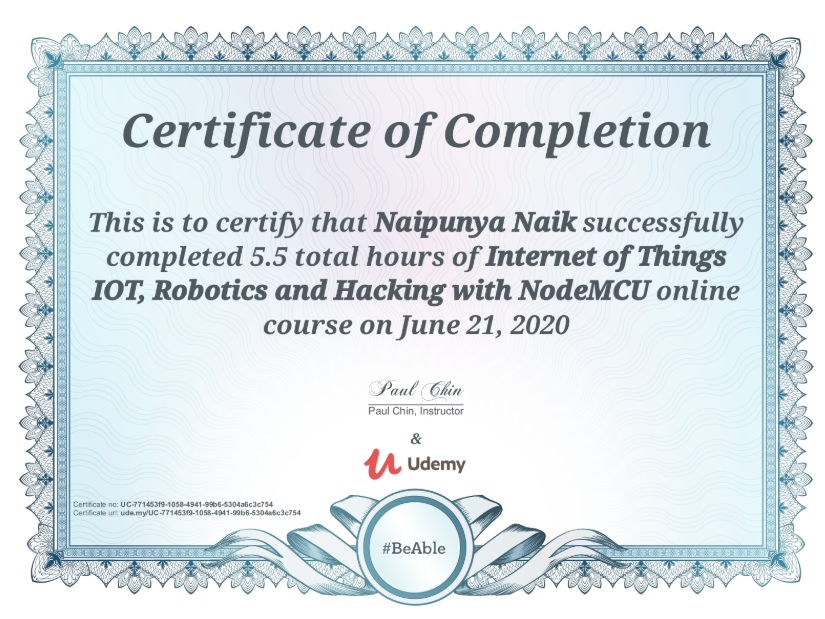 Certificate of Completion
This is to certify that Naipunya Naik successfully
completed 5.5 total hours of Internet of Things
IOT, Robotics and Hacking with NodeMCU online
course on June 21, 2020
Paul Chin
Paul Chin, Instructor
&
Udemy
Certificate no: UC-771453f9-1058-4941-99b6-5304a6c3c754
Certificate url: ude.my/UC-771453f9-1058-4941-99b6-5304a6c3c754
#BeAble